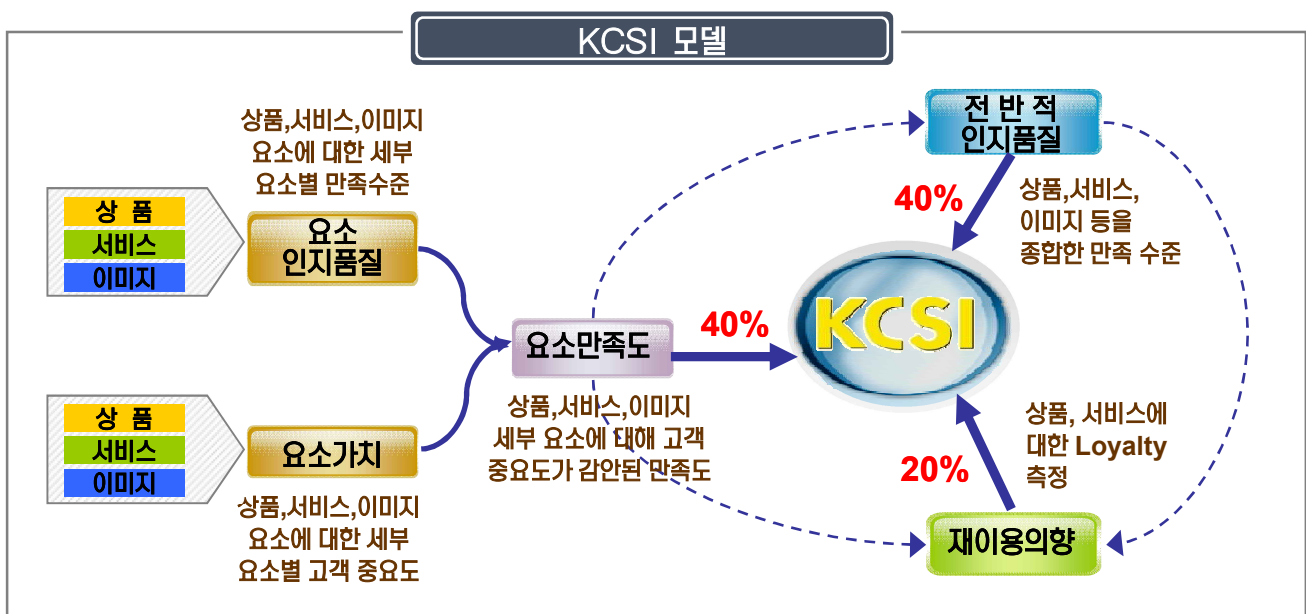 KCSI 모델
상품,서비스,이미지
요소에 대한 세부
요소별 만족수준
상 품
서비스
이미지
요소
인지품질
상 품
서비스
이미지
요소가치
상품,서비스,이미지
요소에 대한 세부
요소별 고객 중요도
요소만족도
상품,서비스,이미지
세부 요소에 대해 고객
중요도가 감안된 만족도
40%
전 반 적
인지품질
40%
상품,서비스,
이미지 등을
종합한 만족 수준
KCSI
20%
상품, 서비스에
대한 Loyalty
측정
재이용의향